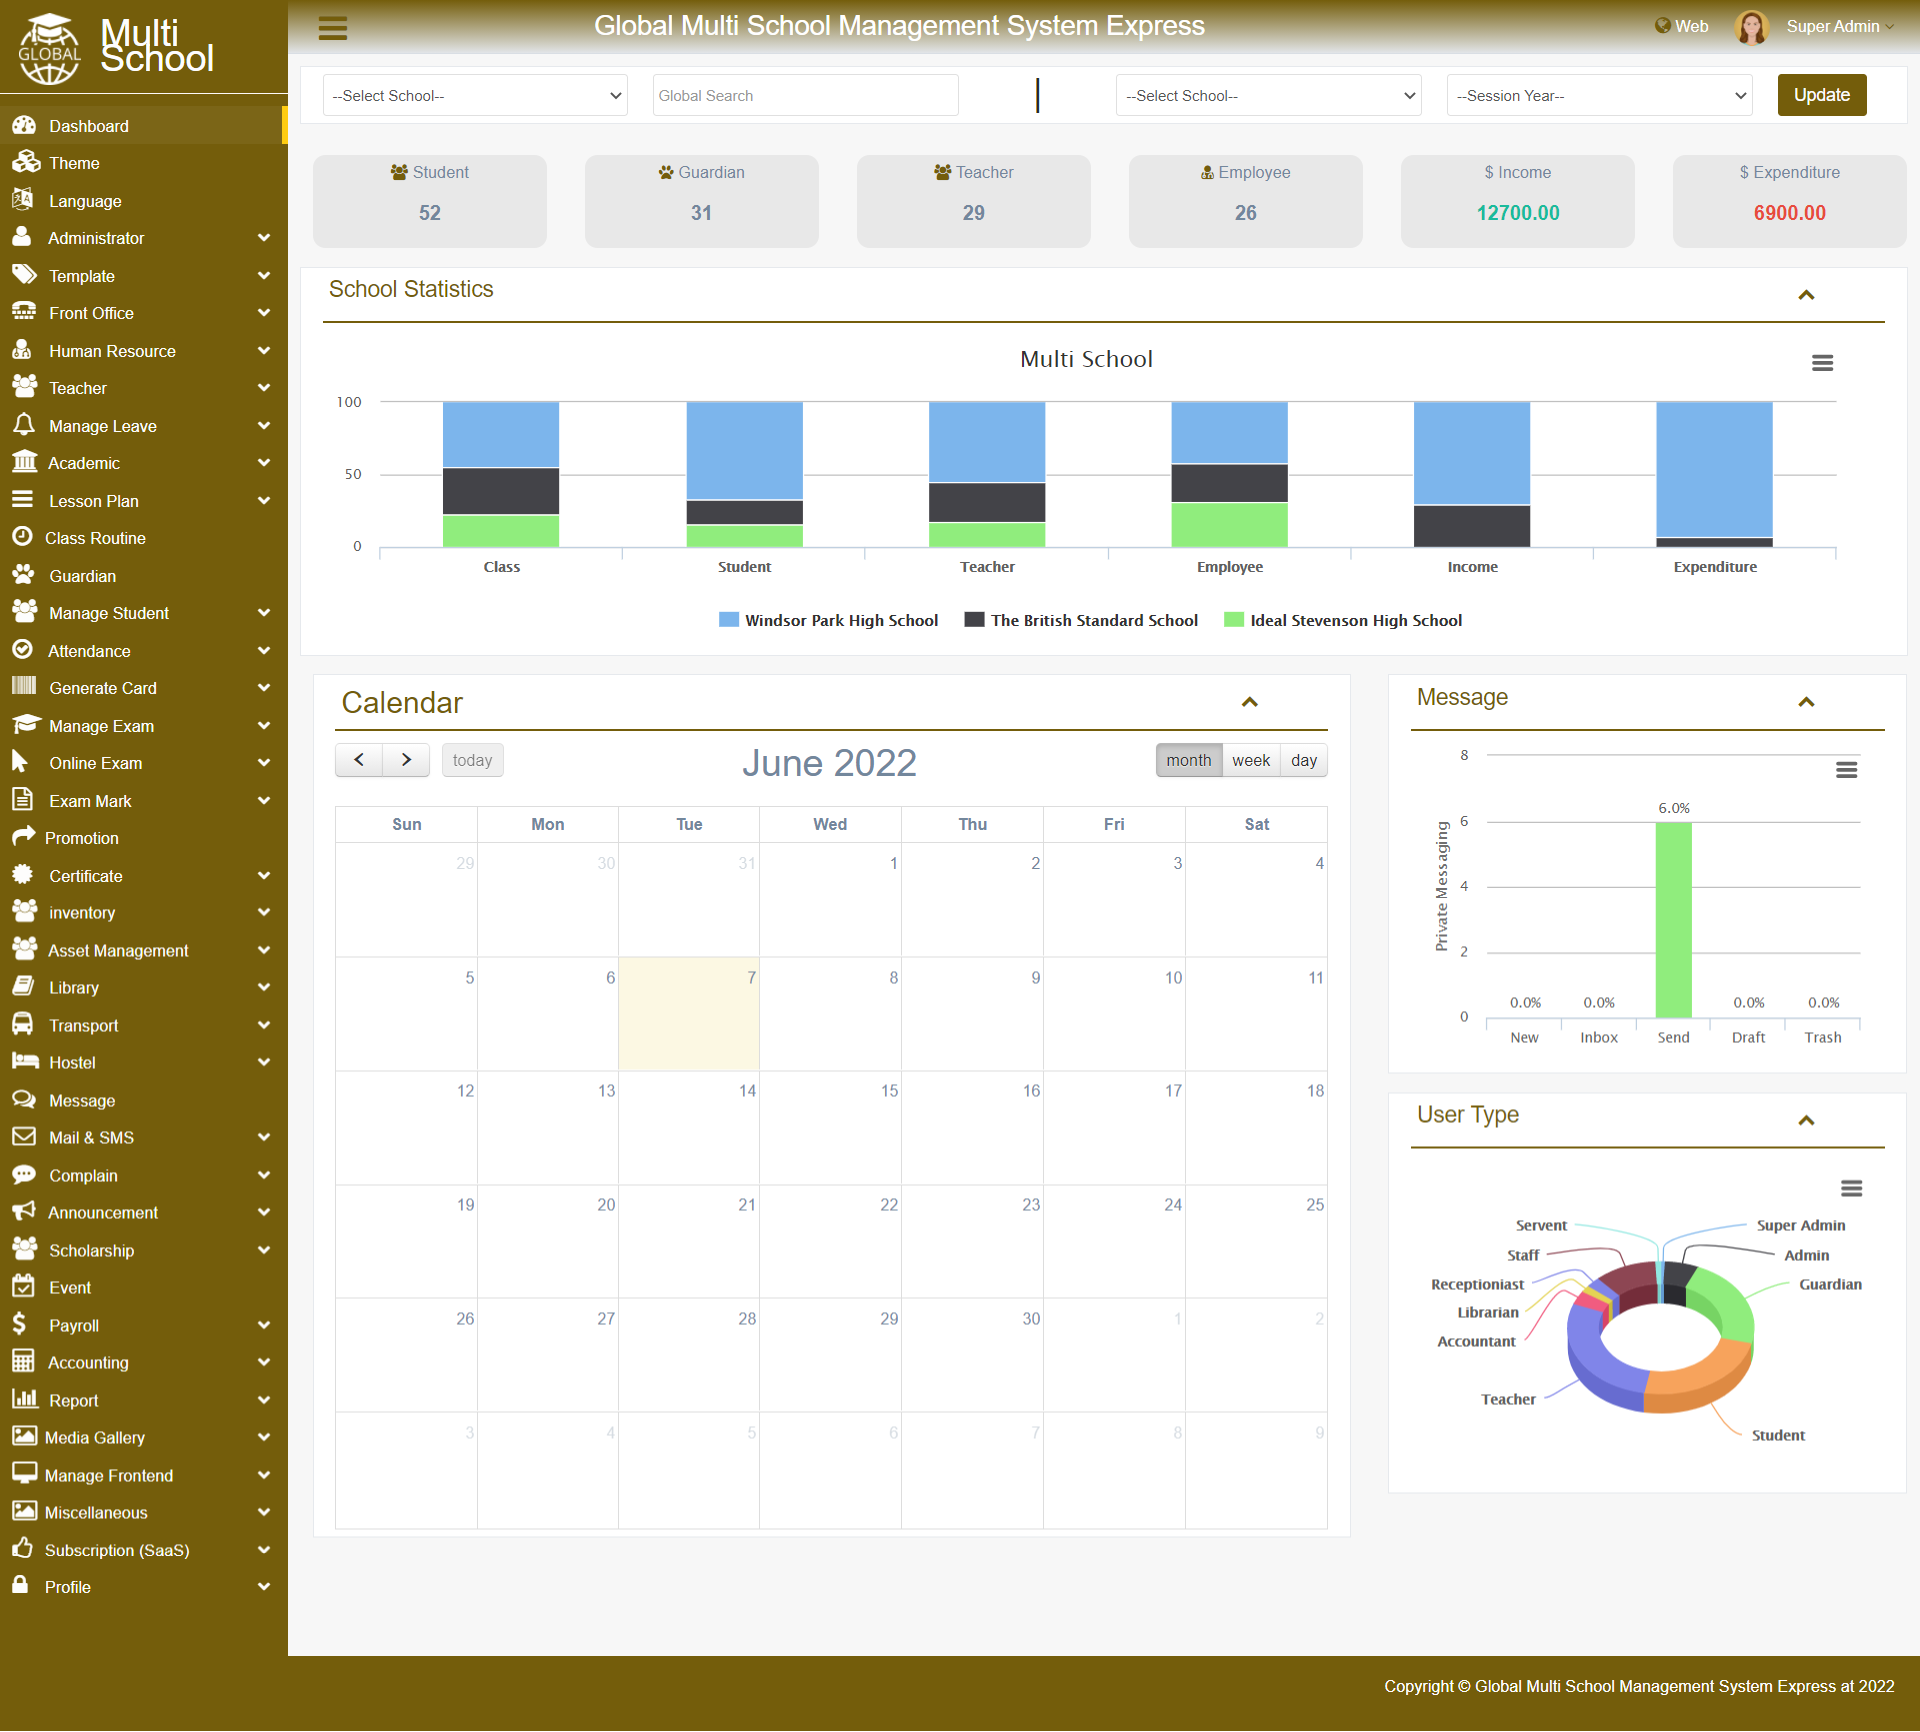 GLOBAL
Multi
School
Global Multi School Management System Express
Web
Super Admin
Dashboard
Theme
Language
Administrator
Template
Front Office
Human Resource
Teacher
Manage Leave
Academic
Lesson Plan
Class Routine
Guardian
Manage Student
Attendance
Generate Card
Manage Exam
Online Exam
Exam Mark
Promotion
Certificate
inventory
Asset Management
Library
Transport
Hostel
Message
Mail & SMS
Complain
Announcement
Scholarship
Event
Payroll
Accounting
Report
Media Gallery
Manage Frontend
Miscellaneous
Subscription (SaaS)
Profile
--Select School-- Global Search --Select School-- --Session Year-- Update
Student Guardian Teacher Employee $ Income $ Expenditure
52 31 29 26 12700.00 6900.00
School Statistics
Multi School
100
50
0
Class Student Teacher Employee Income Expenditure
Windsor Park High School The British Standard School Ideal Stevenson High School
Calendar
today June 2022 month week day
Sun Mon Tue Wed Thu Fri Sat
29 30 31 1 2 3 4
5 6 7 8 9 10 11
12 13 14 15 16 17 18
19 20 21 22 23 24 25
26 27 28 29 30 1 2
3 4 5 6 7 8 9
Message
Private Messaging
8
6
4
2
0
6.0%
0.0% 0.0% 0.0% 0.0%
New Inbox Send Draft Trash
User Type
Servent Super Admin
Staff Admin
Receptioniast Guardian
Librarian
Accountant
Teacher
Student
Copyright © Global Multi School Management System Express at 2022